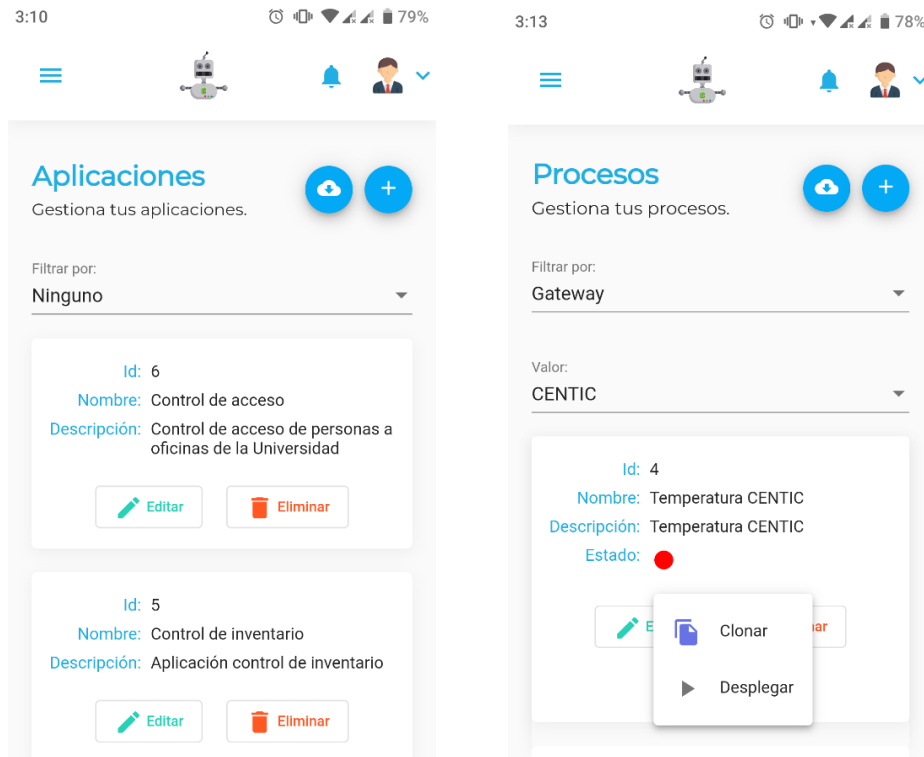 3:10
79%
Aplicaciones
Gestiona tus aplicaciones.
Filtrar por:
Ninguno
Id: 6
Nombre: Control de acceso
Descripción: Control de acceso de personas a
oficinas de la Universidad
Editar Eliminar
Id: 5
Nombre: Control de inventario
Descripción: Aplicación control de inventario
Editar Eliminar
3:13
78%
Procesos
Gestiona tus procesos.
Filtrar por:
Gateway
Valor:
CENTIC
Id: 4
Nombre: Temperatura CENTIC
Descripción: Temperatura CENTIC
Estado:
E
Clonar
ar
Desplegar